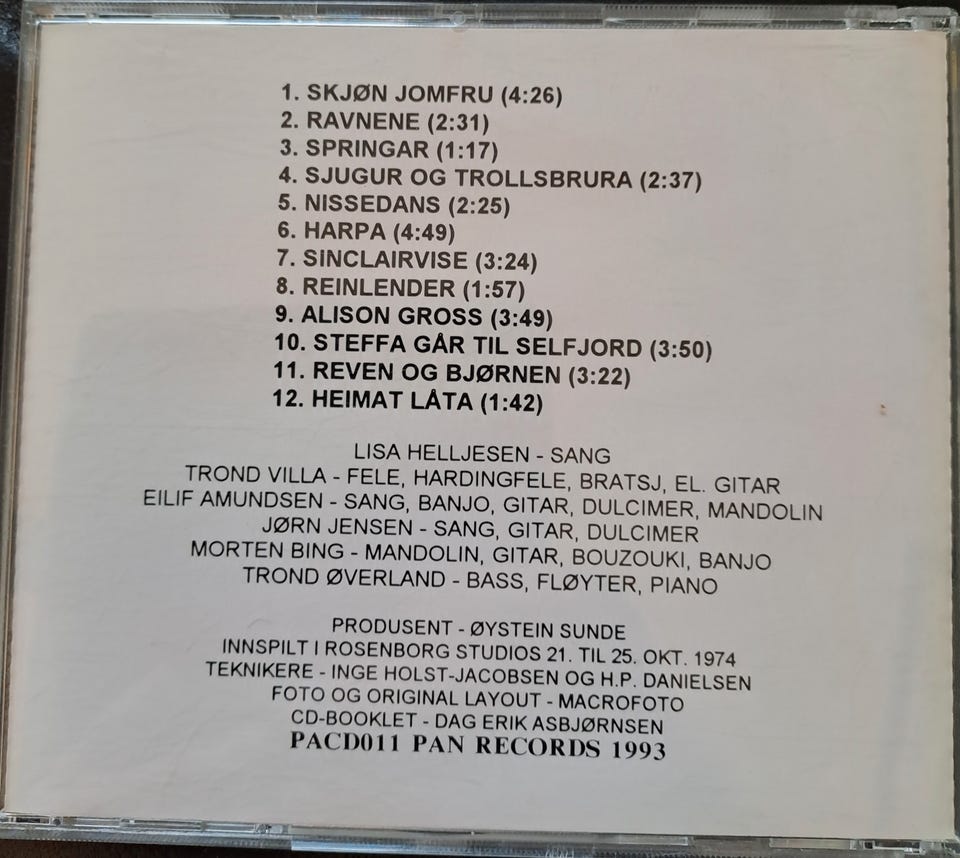 1. SKJØN JOMFRU (4:26)
2. RAVNENE (2:31)
3. SPRINGAR (1:17)
4. SJUGUR OG TROLLSBRURA (2:37)
5. NISSEDANS (2:25)
6. HARPA (4:49)
7. SINCLAIRVISE (3:24)
8. REINLENDER (1:57)
9. ALISON GROSS (3:49)
10. STEFFA GÅR TIL SELFJORD (3:50)
11. REVEN OG BJØRNEN (3:22)
12. HEIMAT LÅTA (1:42)
LISA HELLJESEN - SANG
TROND VILLA - FELE, HARDINGFELE, BRATSJ, EL. GITAR
EILIF AMUNDSEN - SANG, BANJO, GITAR, DULCIMER, MANDOLIN
JØRN JENSEN - SANG, GITAR, DULCIMER
MORTEN BING - MANDOLIN, GITAR, BOUZOUKI, BANJO
TROND ØVERLAND - BASS, FLØYTER, PIANO
PRODUSENT - ØYSTEIN SUNDE
INNSPILT I ROSENBORG STUDIOS 21. TIL 25. OKT. 1974
TEKNIKERE - INGE HOLST-JACOBSEN OG H.P. DANIELSEN
FOTO OG ORIGINAL LAYOUT - MACROFOTO
CD-BOOKLET - DAG ERIK ASBJØRNSEN
PACD011 PAN RECORDS 1993